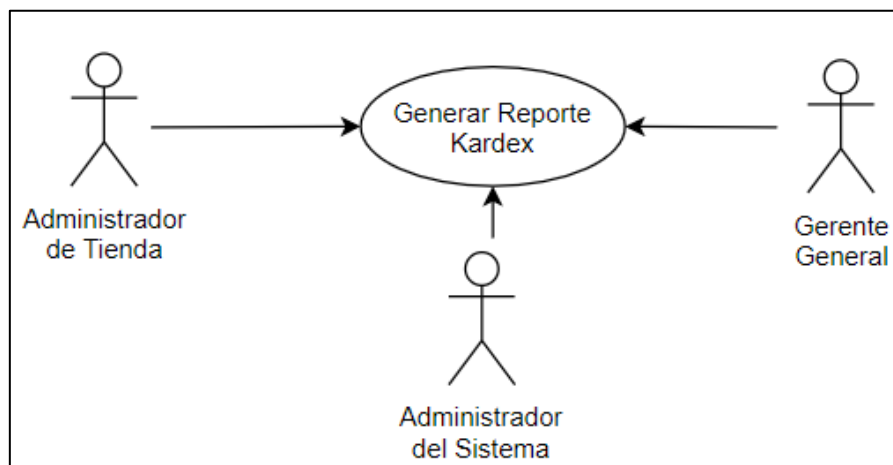 Generar Reporte
Kardex
Administrador
de Tienda
Gerente
General
Administrador
del Sistema